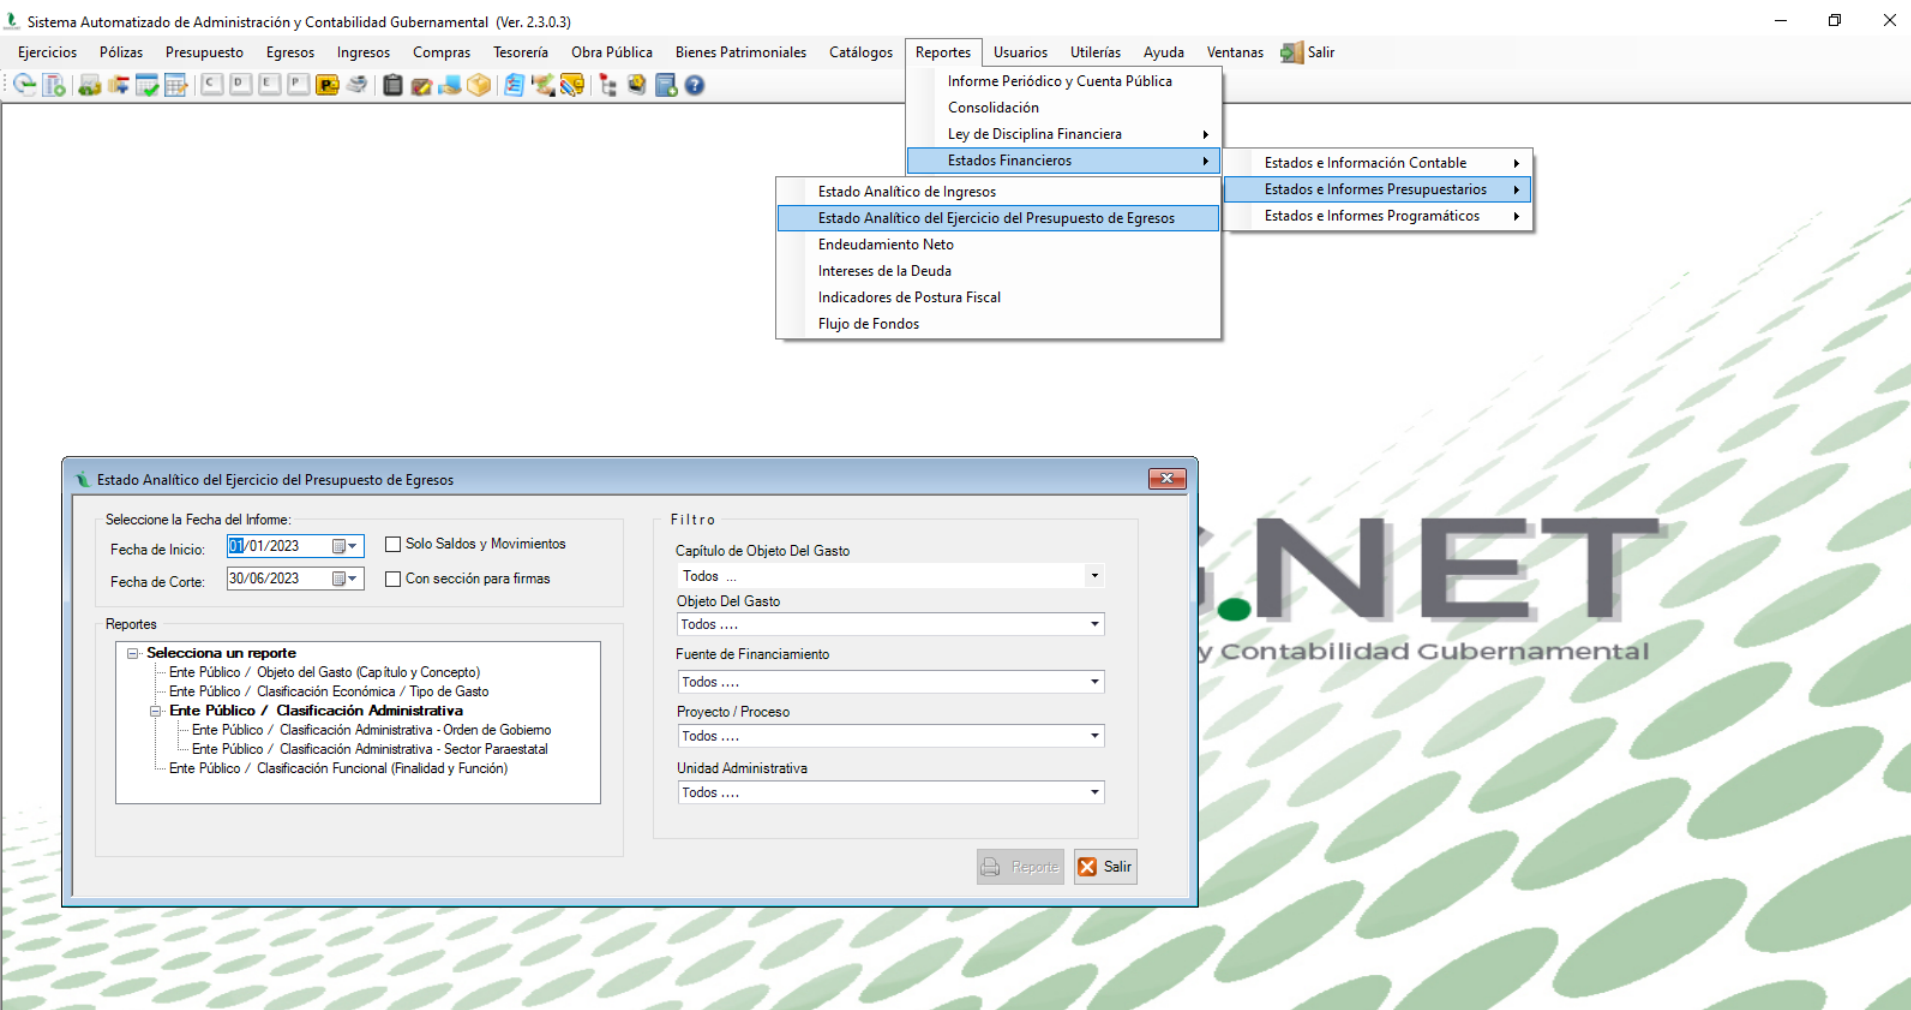 Sistema Automatizado de Administración y Contabilidad Gubernamental (Ver. 2.3.0.3)
Ejercicios Pólizas Presupuesto Egresos Ingresos Compras Tesorería Obra Pública Bienes Patrimoniales Catálogos Reportes Usuarios Utilerías Ayuda Ventanas Salir
C D E P
Informe Periódico y Cuenta Pública
Consolidación
Ley de Disciplina Financiera
Estados Financieros
Estados e Información Contable
Estados e Informes Presupuestarios
Estados e Informes Programáticos
Estado Analítico de Ingresos
Estado Analítico del Ejercicio del Presupuesto de Egresos
Endeudamiento Neto
Intereses de la Deuda
Indicadores de Postura Fiscal
Flujo de Fondos
Estado Analítico del Ejercicio del Presupuesto de Egresos
Seleccione la Fecha del Informe:
Fecha de Inicio: 01/01/2023
Solo Saldos y Movimientos
Fecha de Corte: 30/06/2023
Con sección para firmas
Reportes
Selecciona un reporte
Ente Público / Objeto del Gasto (Capítulo y Concepto)
Ente Público / Clasificación Económica / Tipo de Gasto
Ente Público / Clasificación Administrativa
Ente Público / Clasificación Administrativa - Orden de Gobierno
Ente Público / Clasificación Administrativa - Sector Paraestatal
Ente Público / Clasificación Funcional (Finalidad y Función)
Filtro
Capítulo de Objeto Del Gasto
Todos ...
Objeto Del Gasto
Todos ....
Fuente de Financiamiento
Todos ....
Proyecto / Proceso
Todos ....
Unidad Administrativa
Todos ....
Reporte
Salir
.NET
y Contabilidad Gubernamental